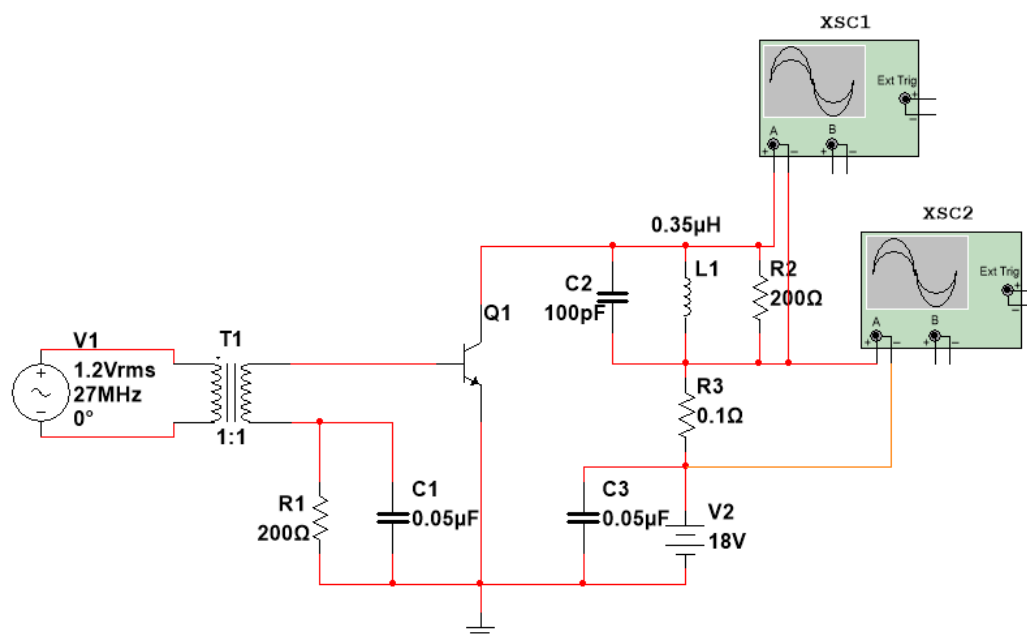 XSC1
Ext Trig
+
−
A
B
+
−
+
−
XSC2
Ext Trig
+
−
A
B
+
−
+
−
0.35µH
C2
100pF
L1
R2
200Ω
Q1
V1
1.2Vrms
27MHz
0°
+
−
T1
1:1
R3
0.1Ω
R1
200Ω
C1
0.05µF
C3
0.05µF
V2
18V